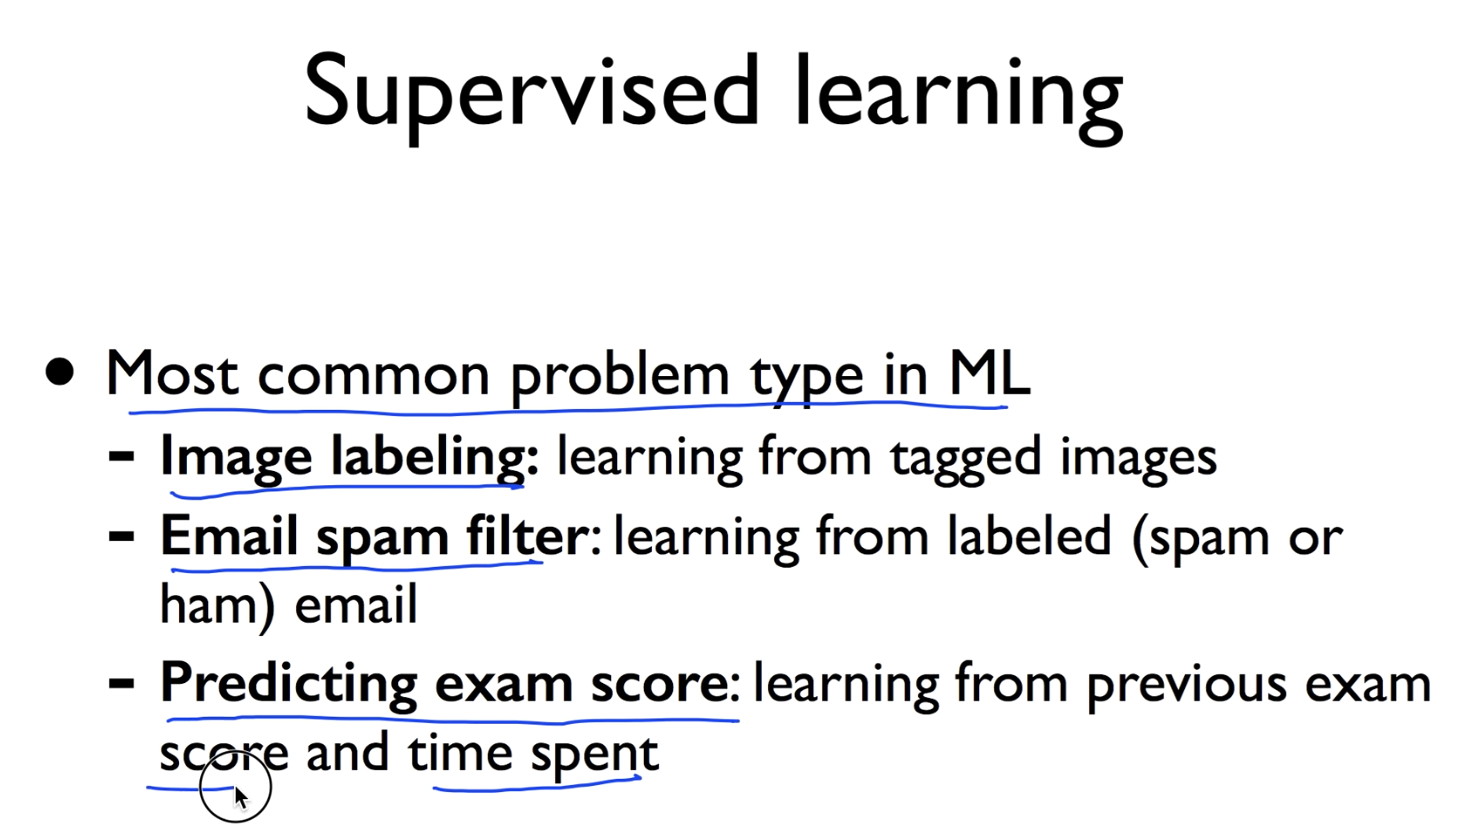 Supervised learning
• Most common problem type in ML
- Image labeling: learning from tagged images
- Email spam filter: learning from labeled (spam or
ham) email
- Predicting exam score: learning from previous exam
score and time spent